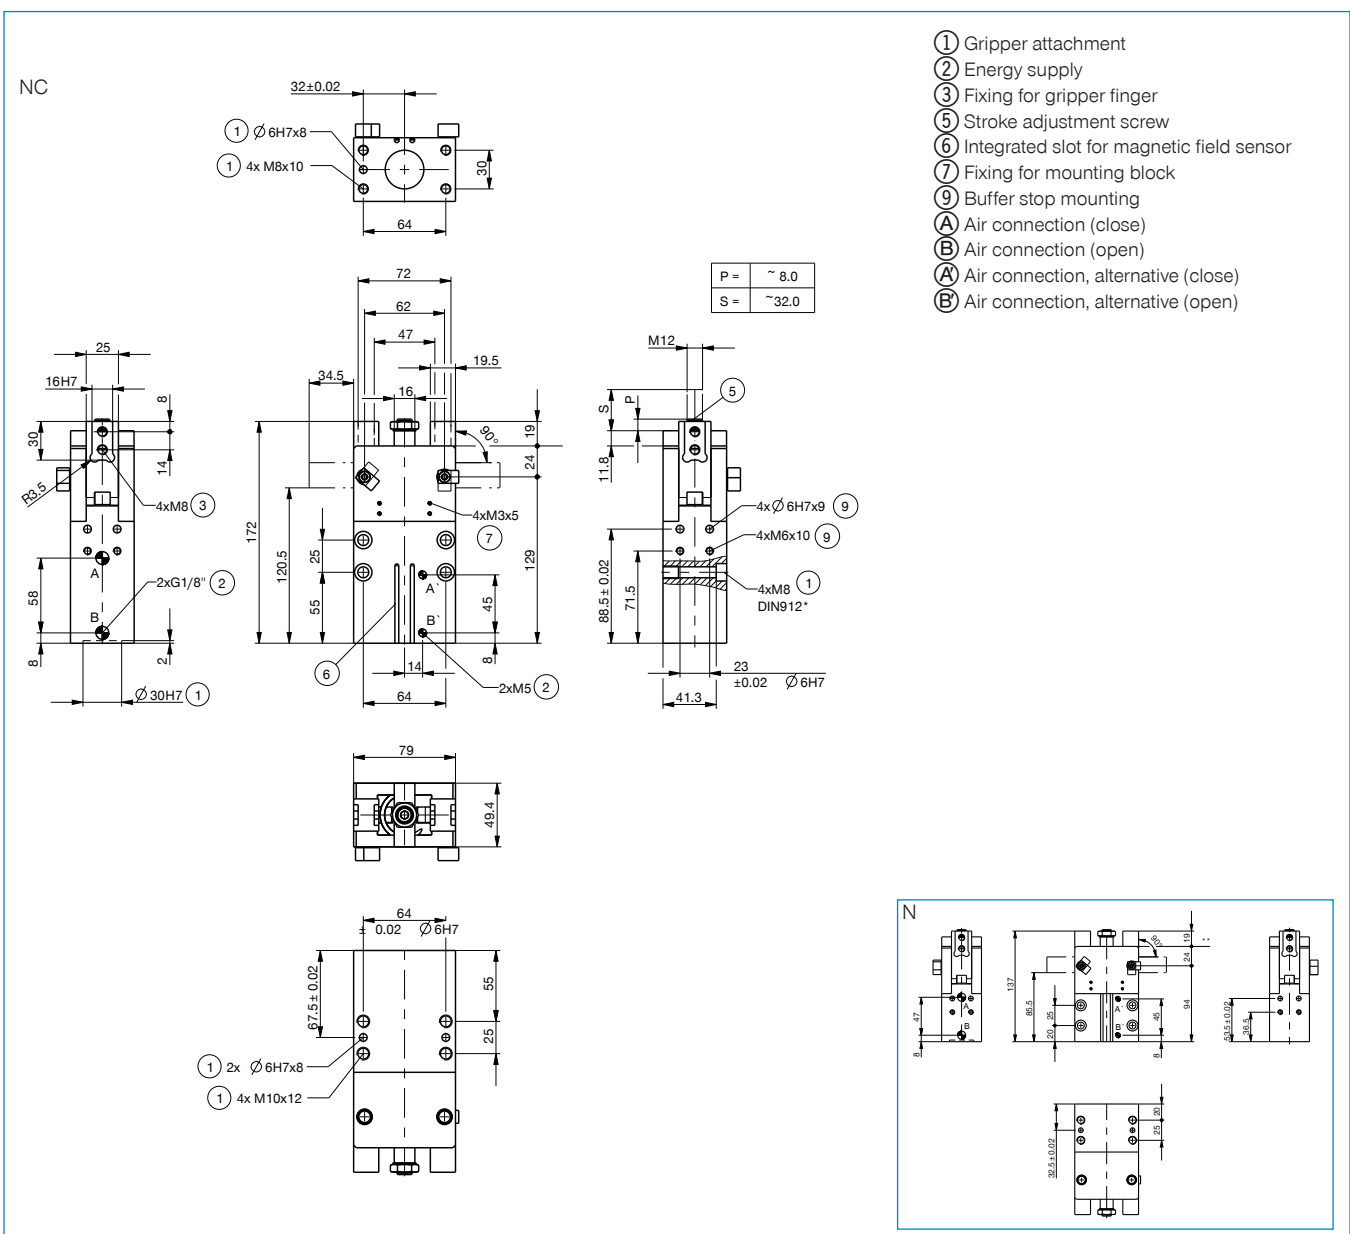 NC
1 Gripper attachment
2 Energy supply
3 Fixing for gripper finger
5 Stroke adjustment screw
6 Integrated slot for magnetic field sensor
7 Fixing for mounting block
9 Buffer stop mounting
A Air connection (close)
B Air connection (open)
A' Air connection, alternative (close)
B' Air connection, alternative (open)
32±0.02
1 Ø 6H7x8
1 4x M8x10
30
64
P = ~ 8.0
S = ~32.0
25
16H7
8
30
14
R3.5
4xM8 3
A
58
2xG1/8" 2
B
8
2
Ø 30H7 1
72
62
47
19.5
34.5
16
90°
19
24
172
120.5
4xM3x5
7
25
55
129
A`
45
B`
8
6
14
2xM5 2
64
M12
S
P
5
11.8
4x Ø 6H7x9 9
4xM6x10 9
88.5±0.02
71.5
4xM8 1
DIN912*
23
±0.02 Ø 6H7
41.3
79
49.4
64
± 0.02 Ø 6H7
67.5±0.02
55
25
1 2x Ø 6H7x8
1 4x M10x12
N
47
8
A
B
137
85.5
25
20
90°
19
24
94
A`
B`
45
8
53.5±0.02
36.5
32.5±0.02
20
25